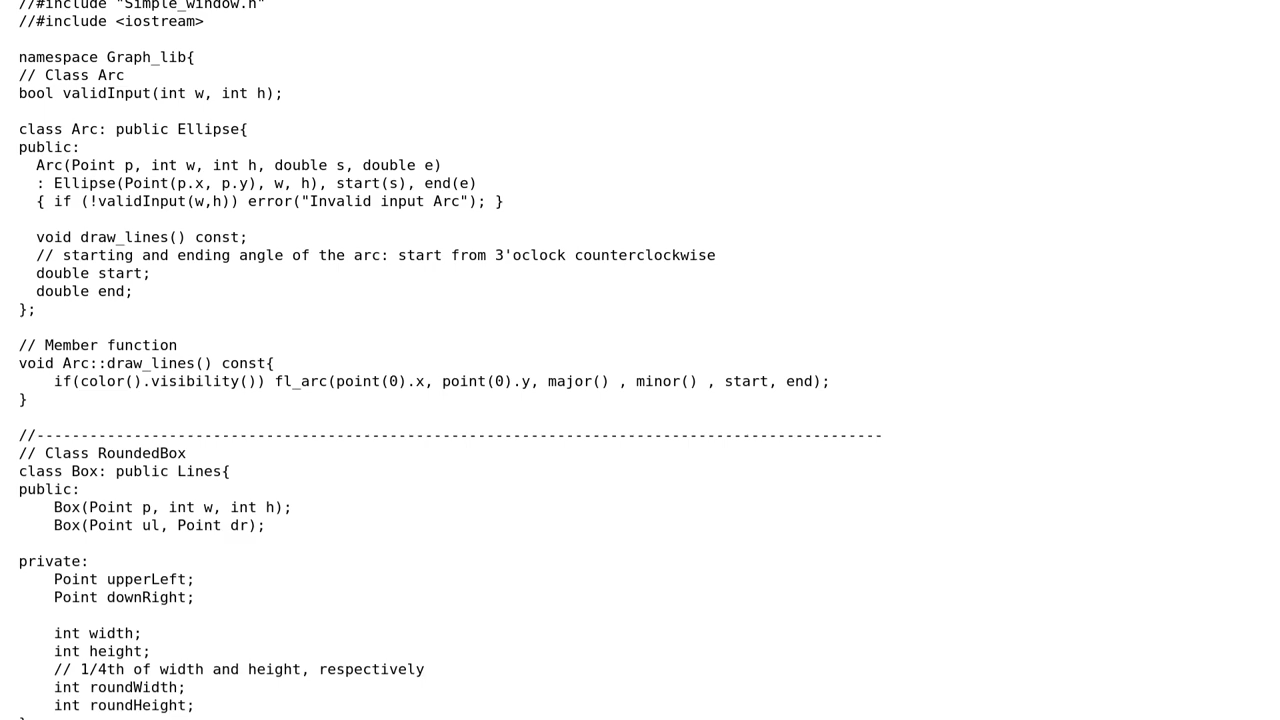 //#include "Simple_window.h"
//#include <iostream>

namespace Graph_lib{
// Class Arc
bool validInput(int w, int h);

class Arc: public Ellipse{
public:
  Arc(Point p, int w, int h, double s, double e)
  : Ellipse(Point(p.x, p.y), w, h), start(s), end(e)
  { if (!validInput(w,h)) error("Invalid input Arc"); }

  void draw_lines() const;
  // starting and ending angle of the arc: start from 3'oclock counterclockwise
  double start;
  double end;
};

// Member function
void Arc::draw_lines() const{
    if(color().visibility()) fl_arc(point(0).x, point(0).y, major() , minor() , start, end);
}

//------------------------------------------------------------------------------------------------
// Class RoundedBox
class Box: public Lines{
public:
    Box(Point p, int w, int h);
    Box(Point ul, Point dr);

private:
    Point upperLeft;
    Point downRight;

    int width;
    int height;
    // 1/4th of width and height, respectively
    int roundWidth;
    int roundHeight;